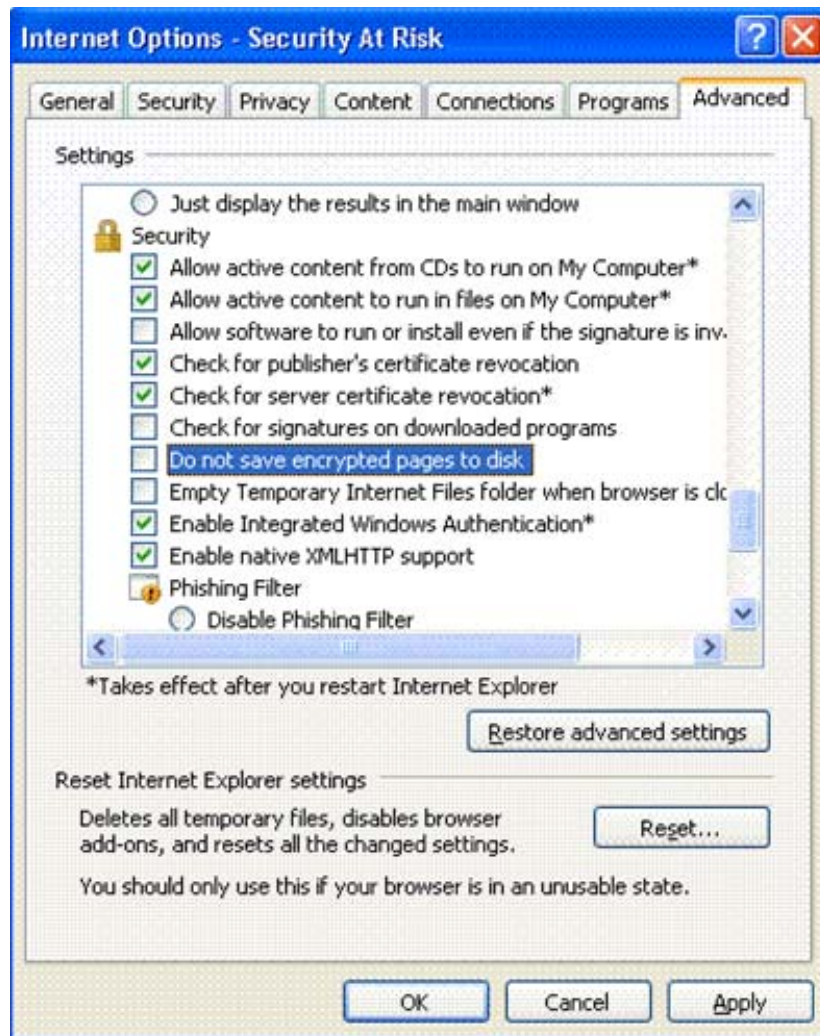 Internet Options - Security At Risk
General Security Privacy Content Connections Programs Advanced
Settings
Just display the results in the main window
Security
Allow active content from CDs to run on My Computer*
Allow active content to run in files on My Computer*
Allow software to run or install even if the signature is inv
Check for publisher's certificate revocation
Check for server certificate revocation*
Check for signatures on downloaded programs
Do not save encrypted pages to disk
Empty Temporary Internet Files folder when browser is clo
Enable Integrated Windows Authentication*
Enable native XMLHTTP support
Phishing Filter
Disable Phishing Filter
*Takes effect after you restart Internet Explorer
Restore advanced settings
Reset Internet Explorer settings
Deletes all temporary files, disables browser
add-ons, and resets all the changed settings.
Reset...
You should only use this if your browser is in an unusable state.
OK Cancel Apply